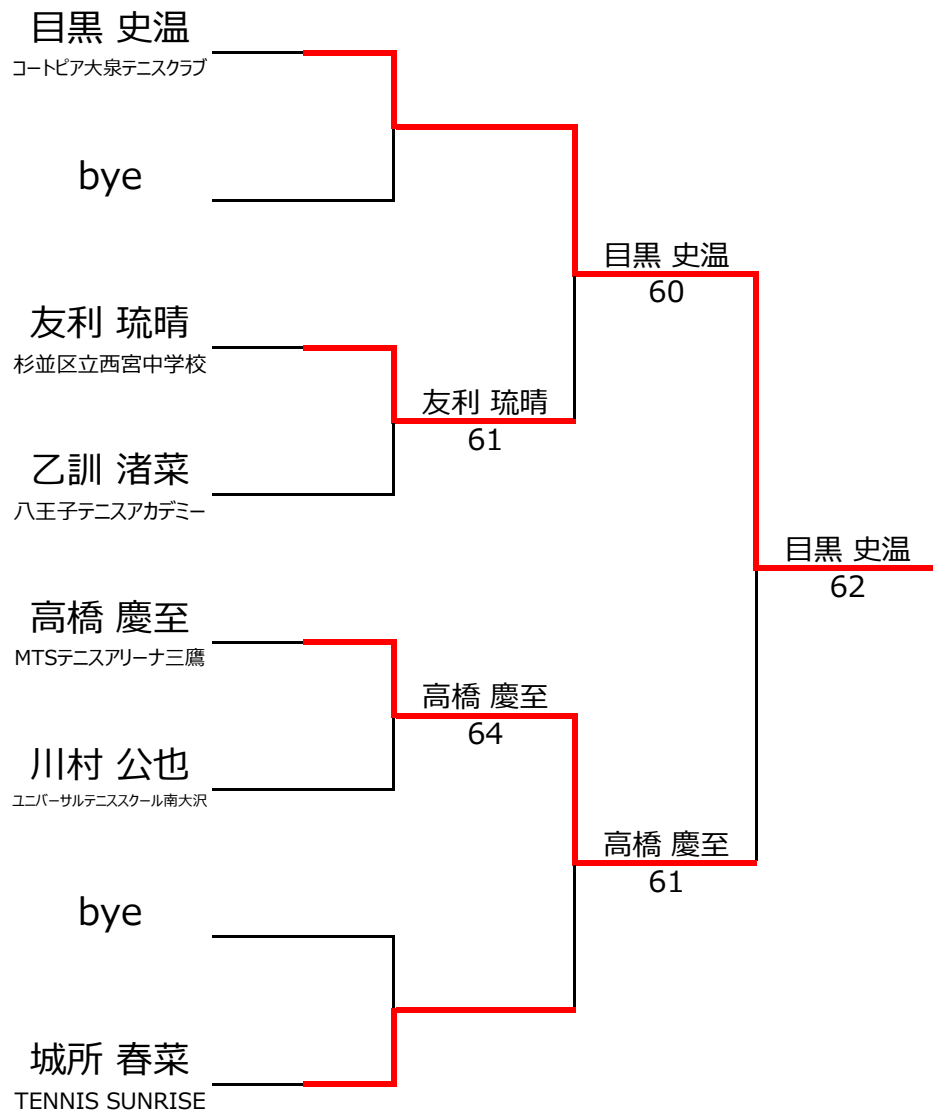 目黒 史温
コートピア大泉テニスクラブ
bye
目黒 史温
60
友利 琉晴
杉並区立西宮中学校
友利 琉晴
61
乙訓 渚菜
八王子テニスアカデミー
目黒 史温
62
高橋 慶至
MTSテニスアリーナ三鷹
高橋 慶至
64
川村 公也
ユニバーサルテニススクール南大沢
高橋 慶至
61
bye
城所 春菜
TENNIS SUNRISE